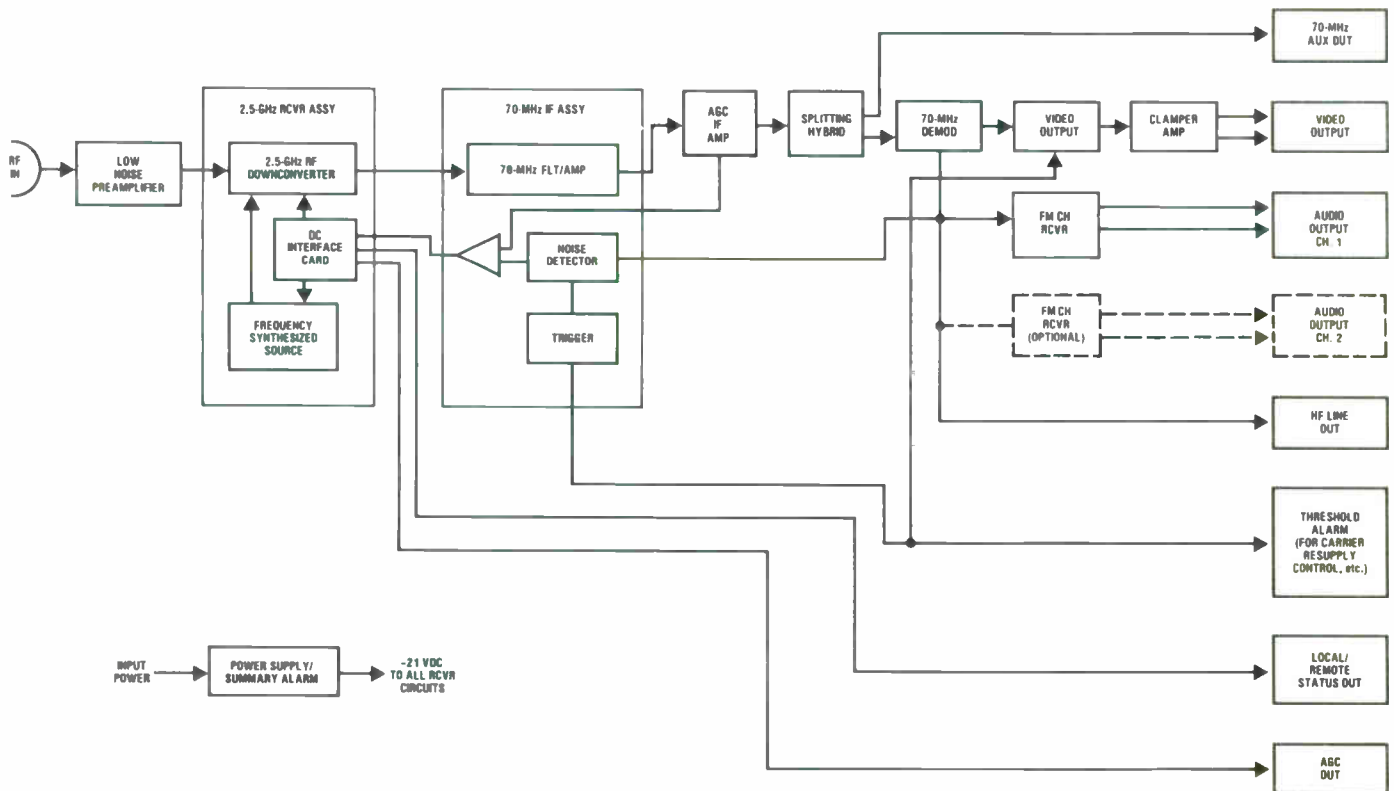 70-MHz
AUX OUT
2.5-GHz RCVR ASSY
70-MHz IF ASSY
RF
IN
LOW
NOISE
PREAMPLIFIER
2.5-GHz RF
DOWNCONVERTER
70-MHz FLT/AMP
AGC
IF
AMP
SPLITTING
HYBRID
70-MHz
DEMOD
VIDEO
OUTPUT
CLAMPER
AMP
VIDEO
OUTPUT
DC
INTERFACE
CARD
NOISE
DETECTOR
FM CH
RCVR
AUDIO
OUTPUT
CH. 1
FREQUENCY
SYNTHESIZED
SOURCE
TRIGGER
FM CH
RCVR
(OPTIONAL)
AUDIO
OUTPUT
CH. 2
HF LINE
OUT
THRESHOLD
ALARM
(FOR CARRIER
RESUPPLY
CONTROL, etc.)
INPUT
POWER
POWER SUPPLY/
SUMMARY ALARM
-21 VDC
TO ALL RCVR
CIRCUITS
LOCAL/
REMOTE
STATUS OUT
AGC
OUT